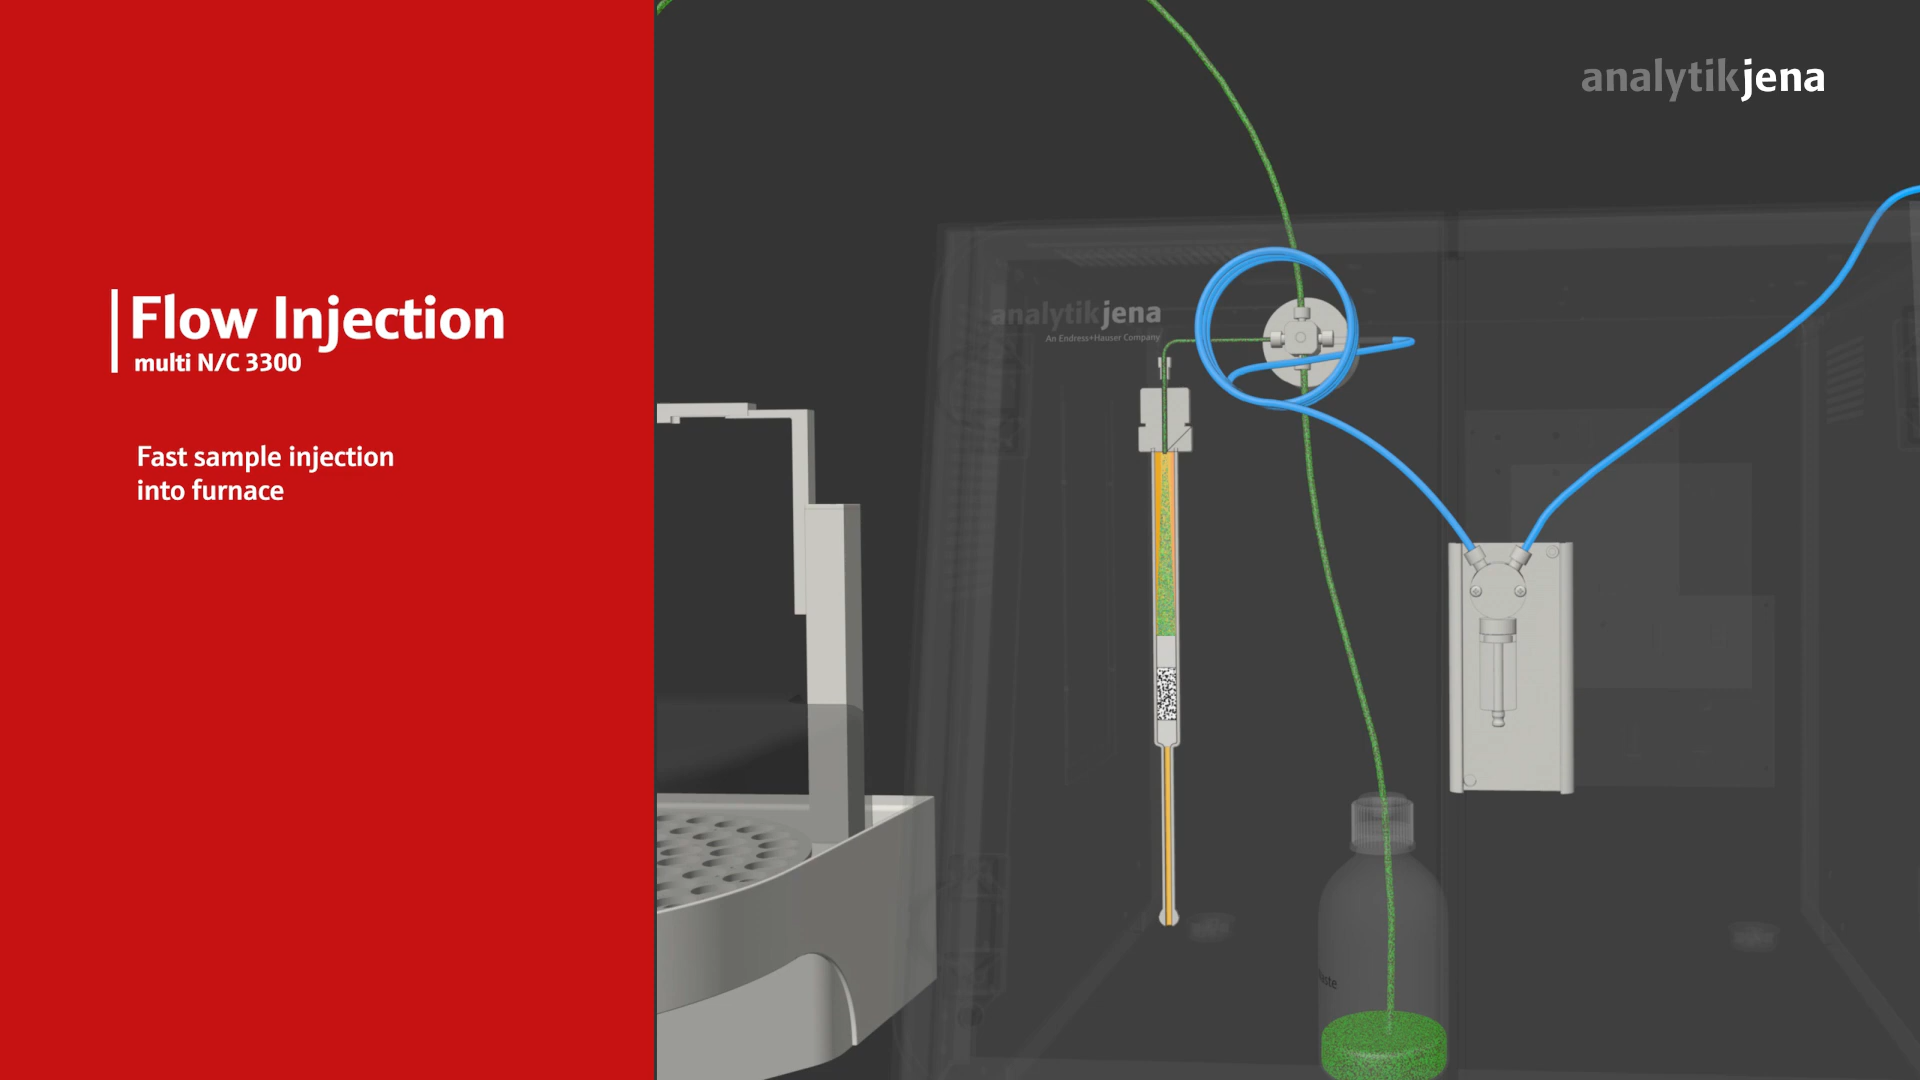 Flow Injection
multi N/C 3300
Fast sample injection
into furnace
analytikjena
analytikjena
An Endress+Hauser Company